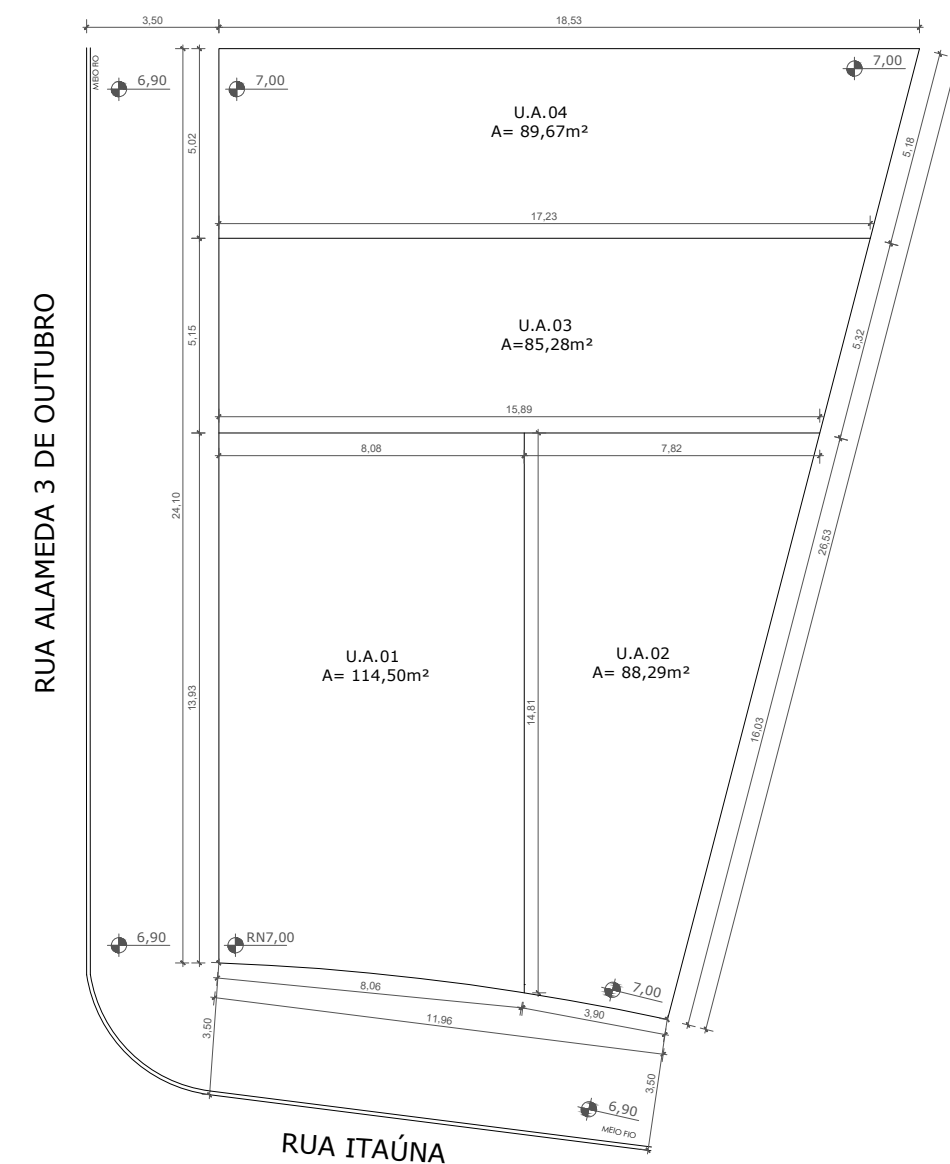 3,50
18,53
MEIO FIO
6,90
7,00
7,00
U.A.04
A= 89,67m²
5,02
5,18
17,23
RUA ALAMEDA 3 DE OUTUBRO
5,15
U.A.03
A=85,28m²
5,32
15,89
8,08
7,82
24,10
26,53
13,93
U.A.01
A= 114,50m²
14,81
U.A.02
A= 88,29m²
16,03
6,90
RN7,00
8,06
7,00
3,90
11,96
3,50
3,50
6,90
MEIO FIO
RUA ITAÚNA